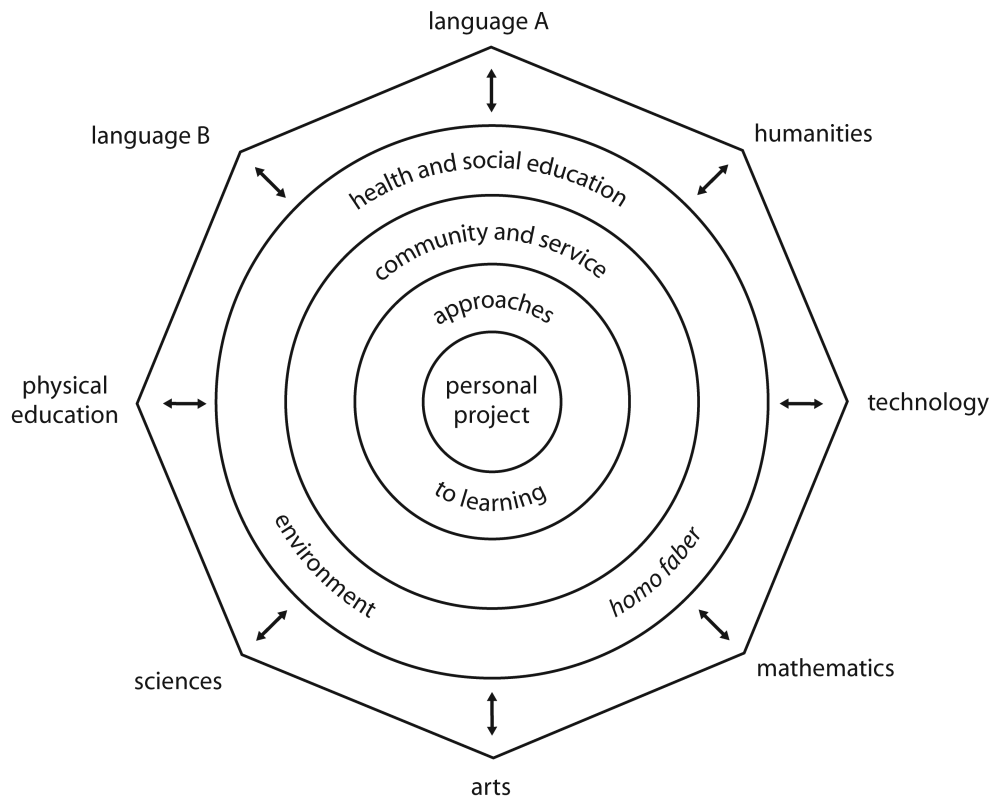 language A
language B
humanities
health and social education
community and service
approaches
personal
project
physical
education
technology
to learning
environment
homo faber
sciences
mathematics
arts